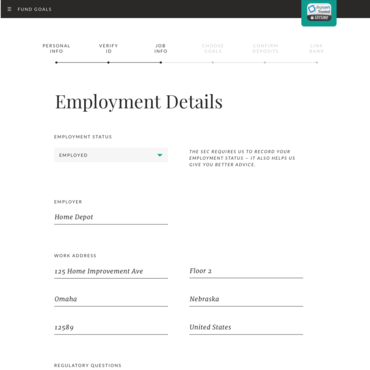 FUND GOALS
SECURE
PERSONAL INFO
VERIFY ID
JOB INFO
CHOOSE GOALS
CONFIRM DEPOSITS
LINK BANK
Employment Details
EMPLOYMENT STATUS
EMPLOYED
THE SEC REQUIRES US TO RECORD YOUR
EMPLOYMENT STATUS – IT ALSO HELPS US
GIVE YOU BETTER ADVICE.
EMPLOYER
Home Depot
WORK ADDRESS
125 Home Improvement Ave
Floor 2
Omaha
Nebraska
12589
United States
REGULATORY QUESTIONS